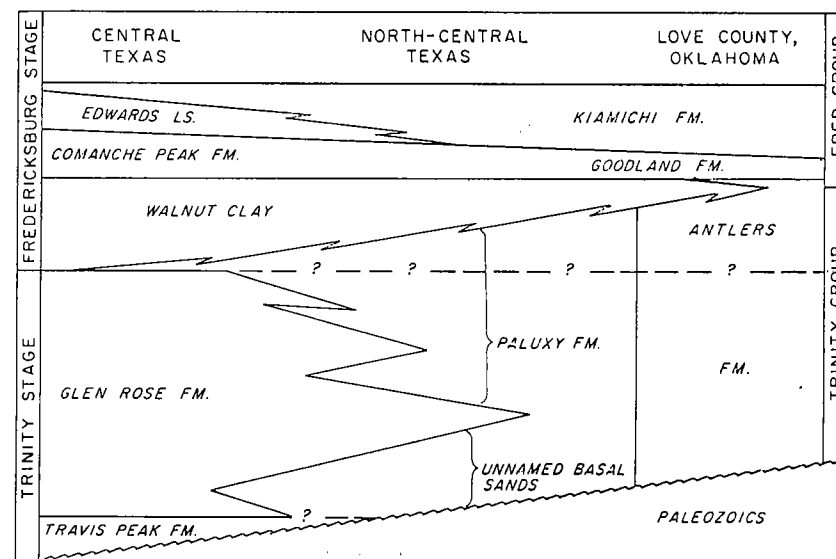 CENTRAL
TEXAS
NORTH-CENTRAL
TEXAS
LOVE COUNTY,
OKLAHOMA
FREDERICKSBURG STAGE
EDWARDS LS.
KIAMICHI FM.
COMANCHE PEAK FM.
GOODLAND FM.
WALNUT CLAY
ANTLERS
? ? ? ?
PALUXY FM.
TRINITY STAGE
GLEN ROSE FM.
FM.
TRINITY GROUP
UNNAMED BASAL
SANDS
?
TRAVIS PEAK FM.
PALEOZOICS